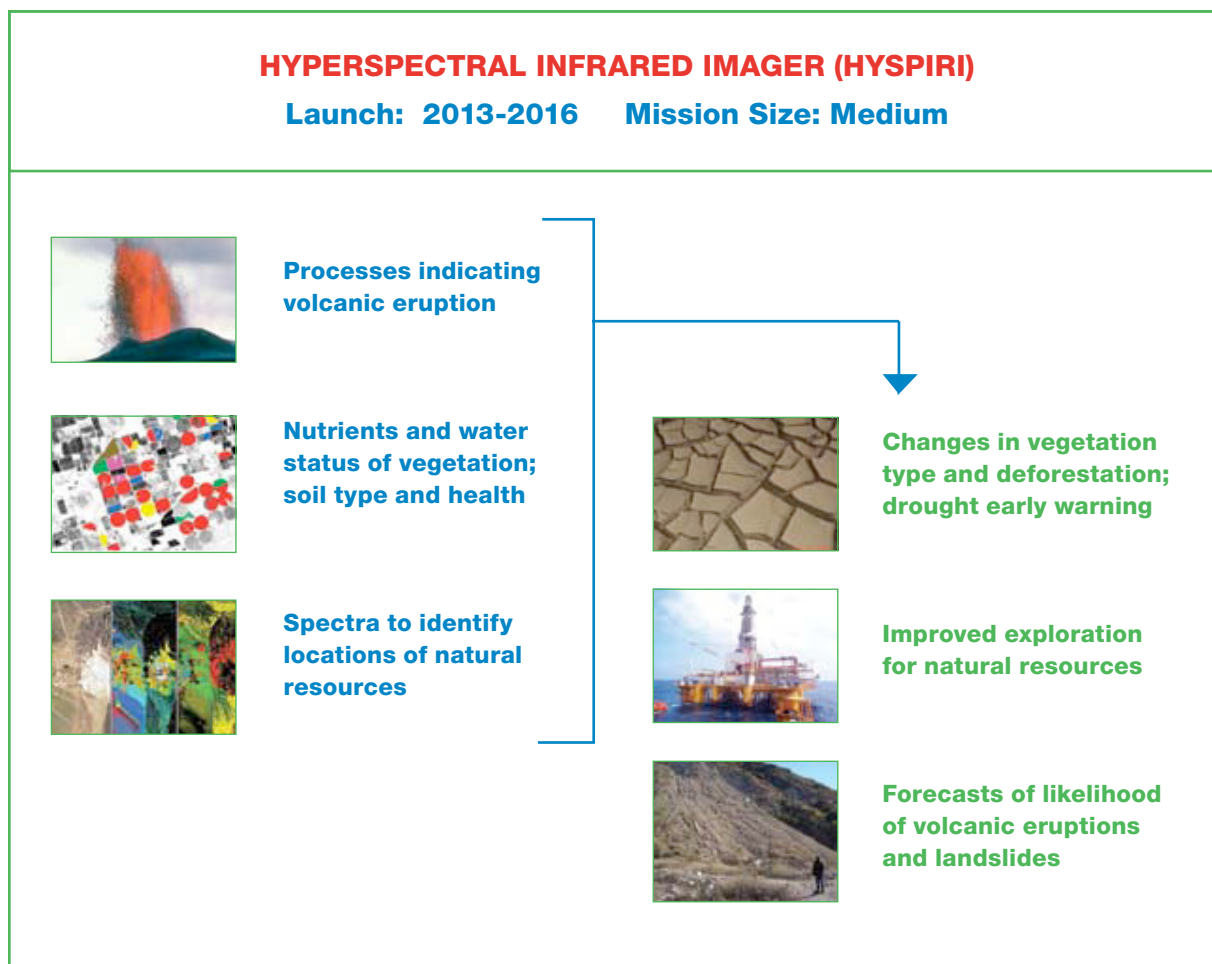 HYPERSPECTRAL INFRARED IMAGER (HYSPIRI)
Launch: 2013-2016 Mission Size: Medium
Processes indicating
volcanic eruption
Nutrients and water
status of vegetation;
soil type and health
Spectra to identify
locations of natural
resources
Changes in vegetation
type and deforestation;
drought early warning
Improved exploration
for natural resources
Forecasts of likelihood
of volcanic eruptions
and landslides